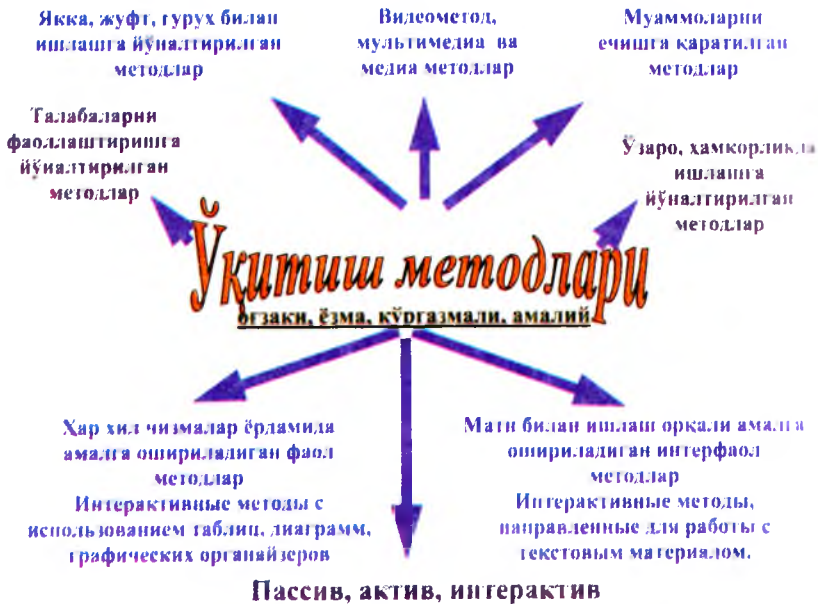 Якка, жуфт, гурух билан
ишлашга йўналтирилган
методлар
Видеометод,
мультимедиа ва
медиа методлар
Муаммоларни
ечишга қаратилган
методлар
Талабаларни
фаоллаштиришга
йўналтирилган
методлар
Ўзаро, хамкорликда
ишлашга
йўналтирилган
методлар
Ўқитиш методлари
оғзаки, ёзма, кўргазмали, амалий
Ҳар хил чизмалар ёрдамида
амалга ошириладиган фаол
методлар
Интерактивные методы с
использованием таблиц, диаграмм,
графических органайзеров
Матн билан ишлаш орқали амалга
ошириладиган интерфаол
методлар
Интерактивные методы,
направленные для работы с
текстовым материалом.
Пассив, актив, интерактив